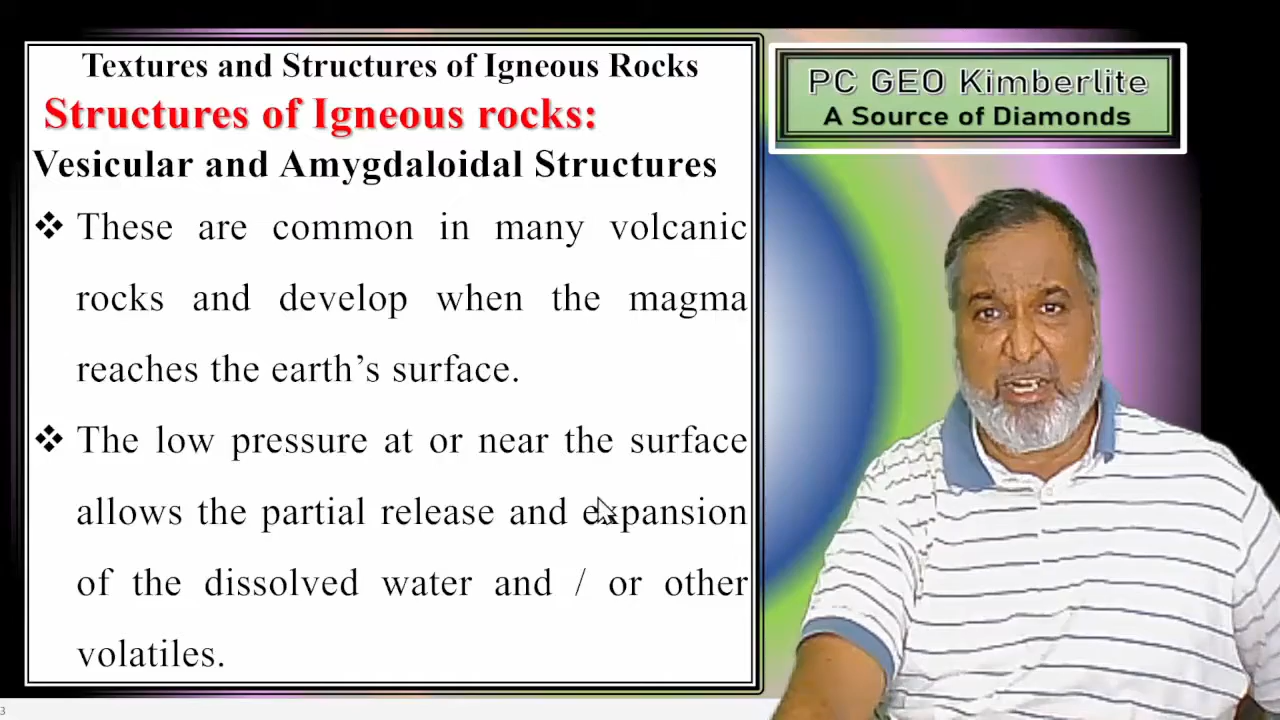 Textures and Structures of Igneous Rocks
Structures of Igneous rocks:
Vesicular and Amygdaloidal Structures
❖ These are common in many volcanic
rocks and develop when the magma
reaches the earth’s surface.
❖ The low pressure at or near the surface
allows the partial release and expansion
of the dissolved water and / or other
volatiles.
PC GEO Kimberlite
A Source of Diamonds
3